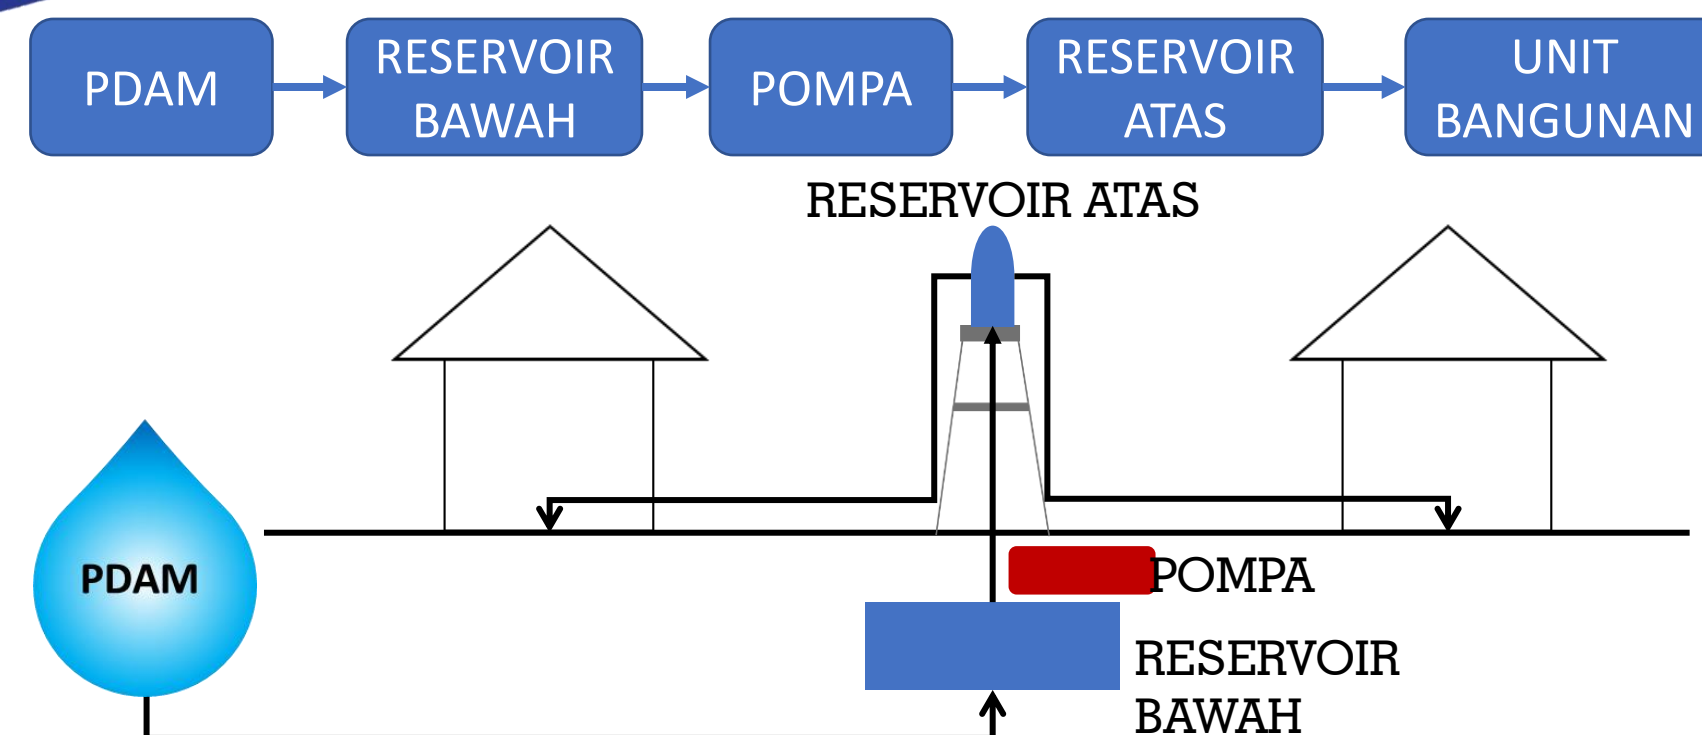 PDAM
RESERVOIR
BAWAH
POMPA
RESERVOIR
ATAS
UNIT
BANGUNAN
RESERVOIR ATAS
PDAM
POMPA
RESERVOIR
BAWAH